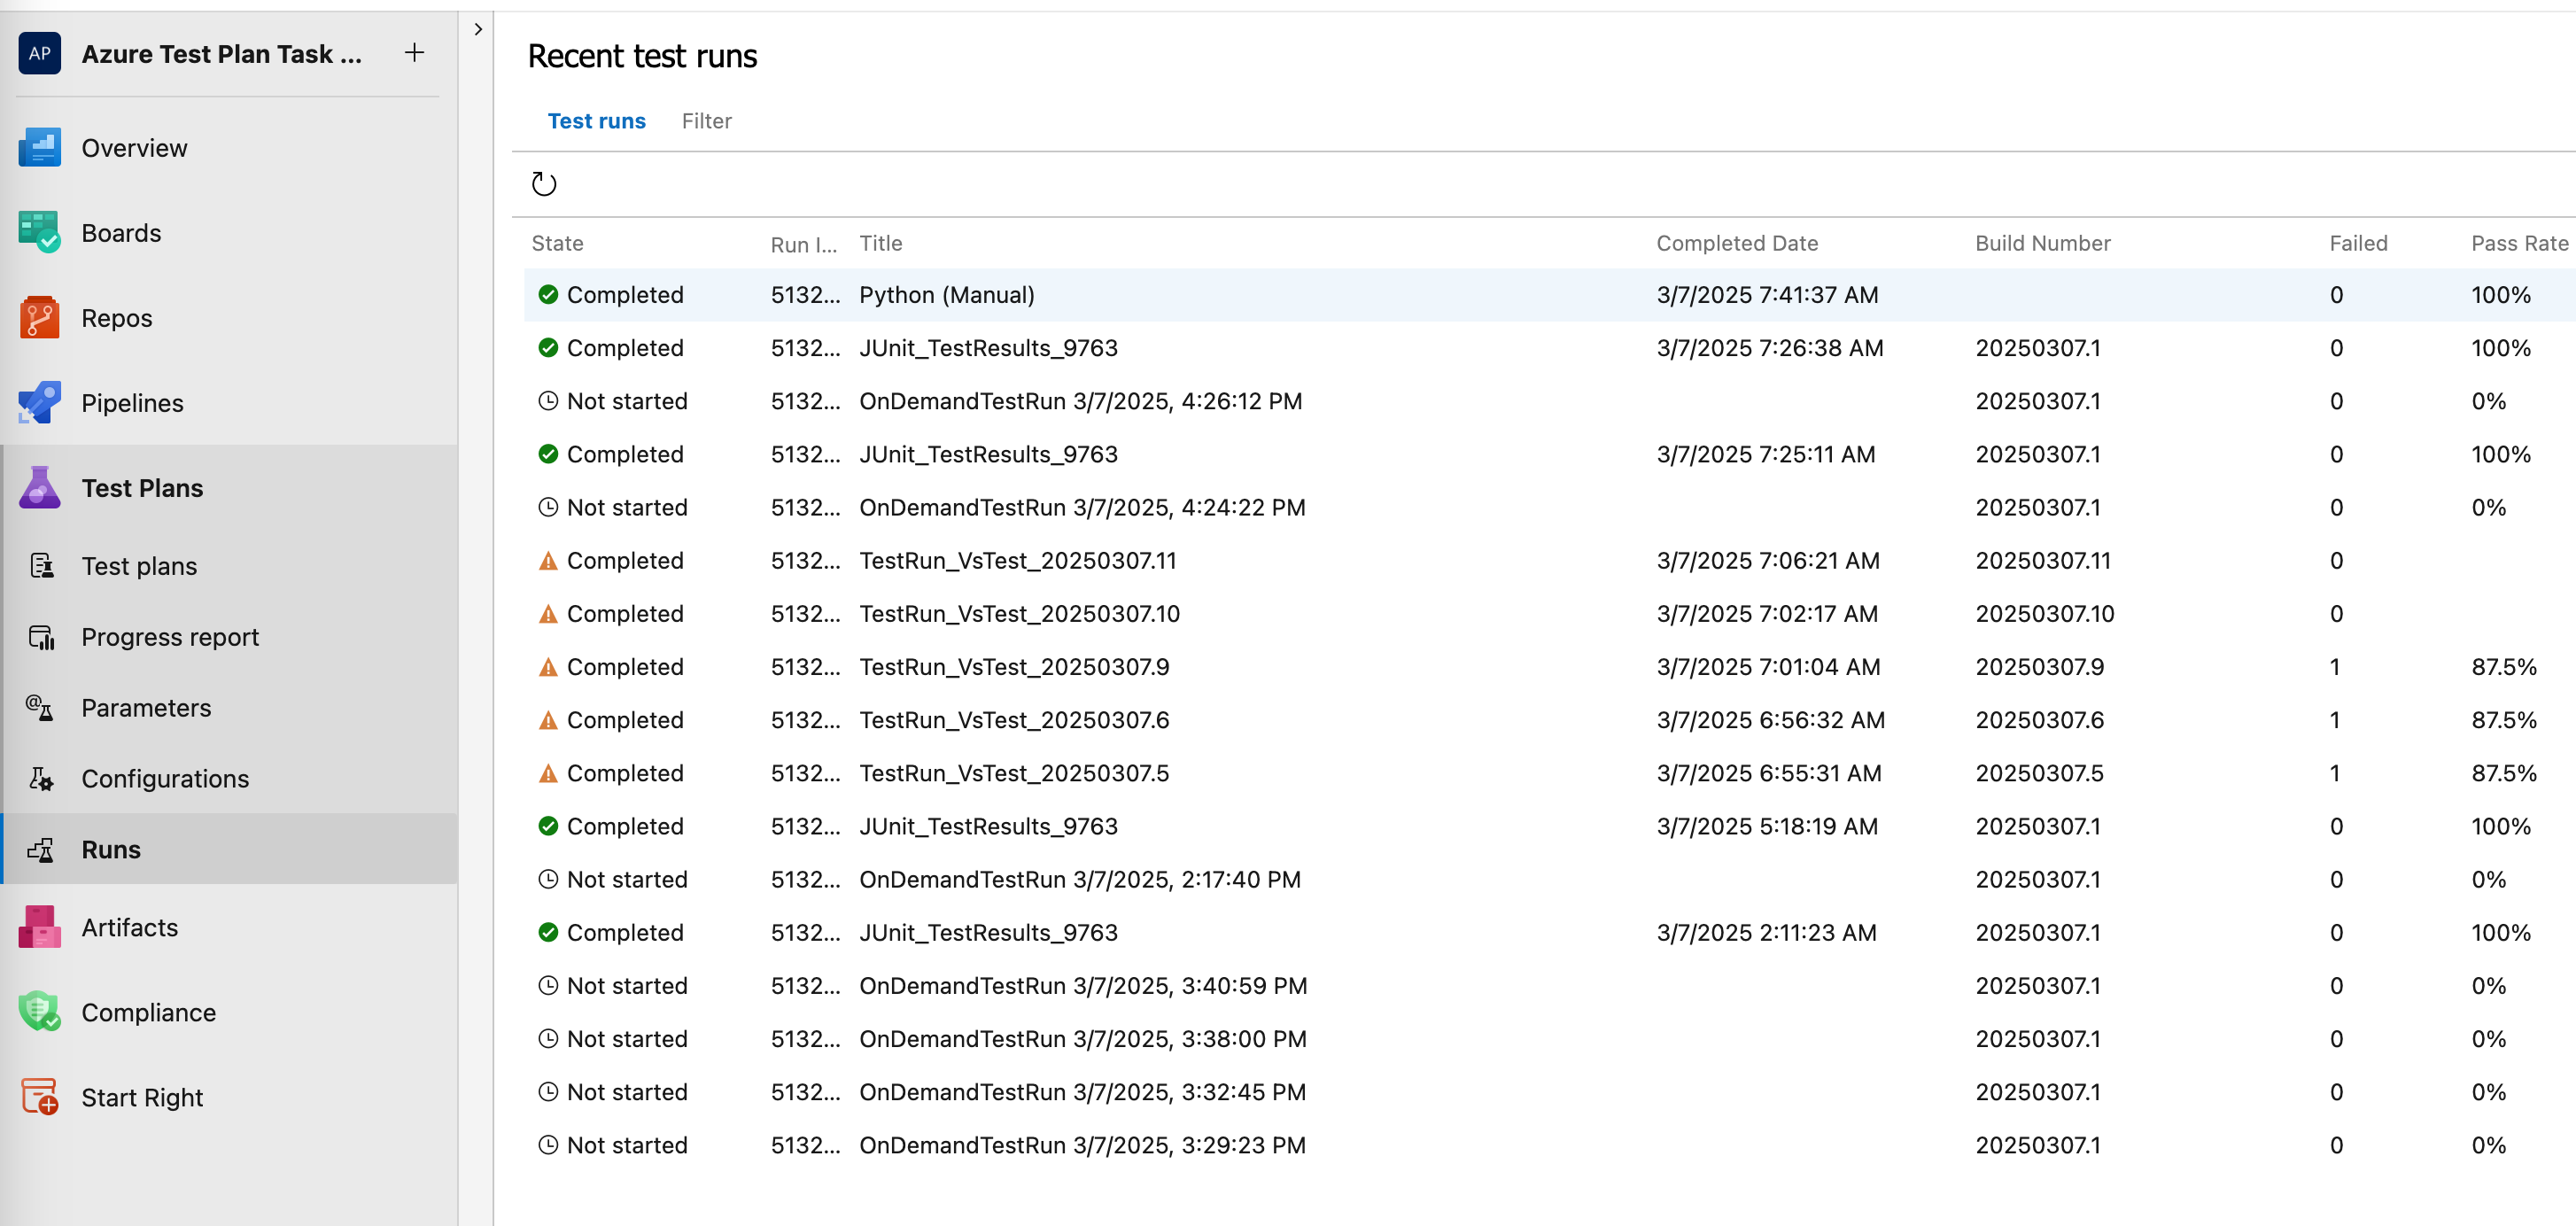 AP Azure Test Plan Task ...
Overview
Boards
Repos
Pipelines
Test Plans
Test plans
Progress report
Parameters
Configurations
Runs
Artifacts
Compliance
Start Right
Recent test runs
Test runs Filter
State Run I... Title Completed Date Build Number Failed Pass Rate
Completed 5132... Python (Manual) 3/7/2025 7:41:37 AM 0 100%
Completed 5132... JUnit_TestResults_9763 3/7/2025 7:26:38 AM 20250307.1 0 100%
Not started 5132... OnDemandTestRun 3/7/2025, 4:26:12 PM 20250307.1 0 0%
Completed 5132... JUnit_TestResults_9763 3/7/2025 7:25:11 AM 20250307.1 0 100%
Not started 5132... OnDemandTestRun 3/7/2025, 4:24:22 PM 20250307.1 0 0%
Completed 5132... TestRun_VsTest_20250307.11 3/7/2025 7:06:21 AM 20250307.11 0
Completed 5132... TestRun_VsTest_20250307.10 3/7/2025 7:02:17 AM 20250307.10 0
Completed 5132... TestRun_VsTest_20250307.9 3/7/2025 7:01:04 AM 20250307.9 1 87.5%
Completed 5132... TestRun_VsTest_20250307.6 3/7/2025 6:56:32 AM 20250307.6 1 87.5%
Completed 5132... TestRun_VsTest_20250307.5 3/7/2025 6:55:31 AM 20250307.5 1 87.5%
Completed 5132... JUnit_TestResults_9763 3/7/2025 5:18:19 AM 20250307.1 0 100%
Not started 5132... OnDemandTestRun 3/7/2025, 2:17:40 PM 20250307.1 0 0%
Completed 5132... JUnit_TestResults_9763 3/7/2025 2:11:23 AM 20250307.1 0 100%
Not started 5132... OnDemandTestRun 3/7/2025, 3:40:59 PM 20250307.1 0 0%
Not started 5132... OnDemandTestRun 3/7/2025, 3:38:00 PM 20250307.1 0 0%
Not started 5132... OnDemandTestRun 3/7/2025, 3:32:45 PM 20250307.1 0 0%
Not started 5132... OnDemandTestRun 3/7/2025, 3:29:23 PM 20250307.1 0 0%